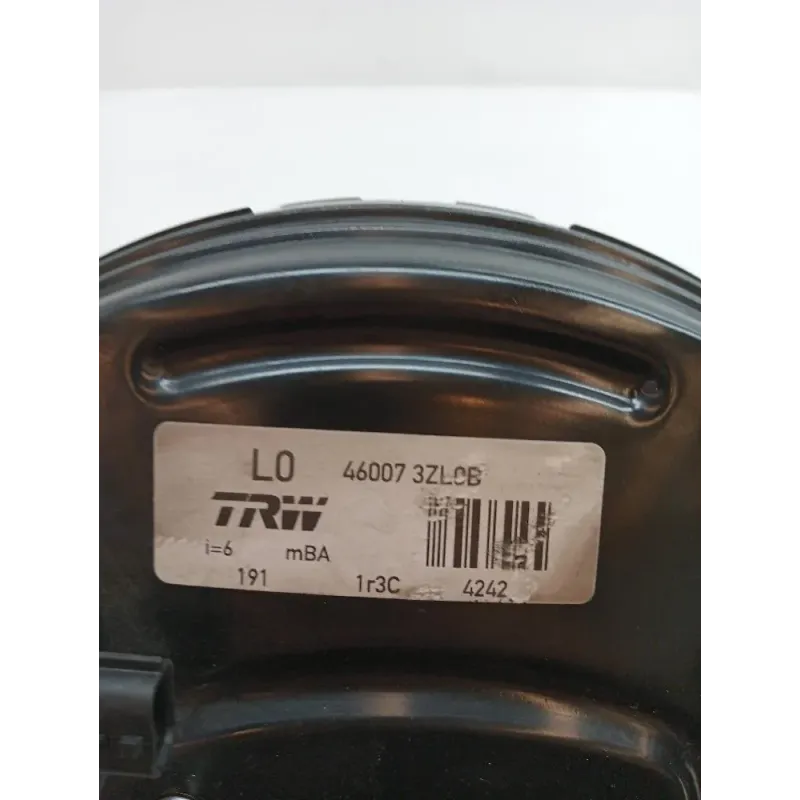 L0 46007 3ZL0B
TRW
i=6 mBA
191 1r3C 4242